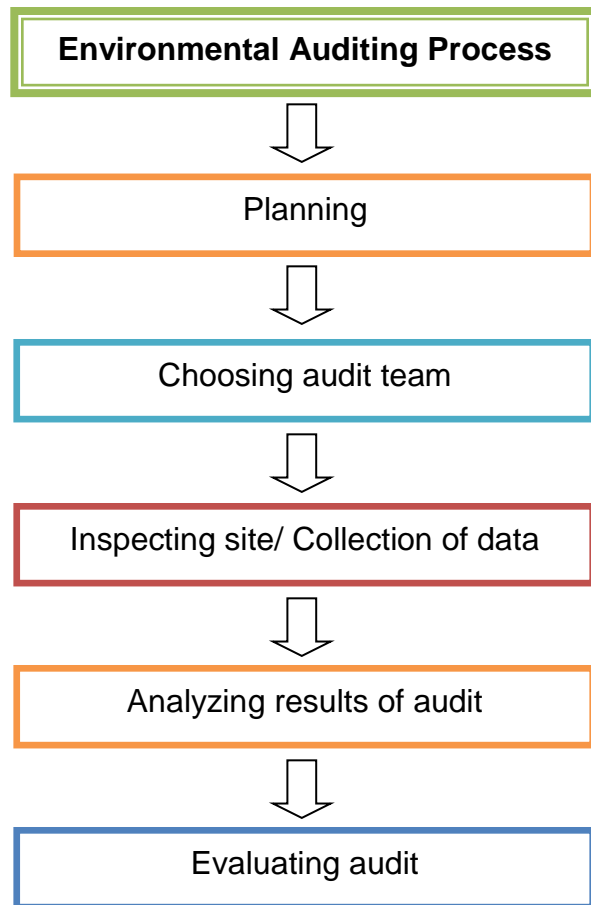 Environmental Auditing Process
Planning
Choosing audit team
Inspecting site/ Collection of data
Analyzing results of audit
Evaluating audit